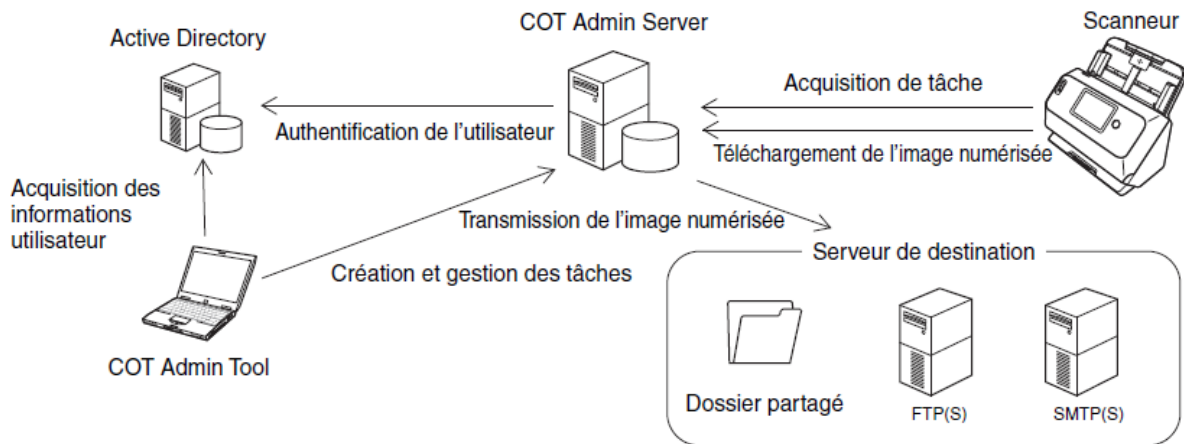 COT Admin Server
Scanneur
Active Directory
Acquisition de tâche
Authentification de l'utilisateur
Téléchargement de l'image numérisée
Acquisition des
informations
utilisateur
Transmission de l'image numérisée
Serveur de destination
Création et gestion des tâches
COT Admin Tool
Dossier partagé
FTP(S)
SMTP(S)